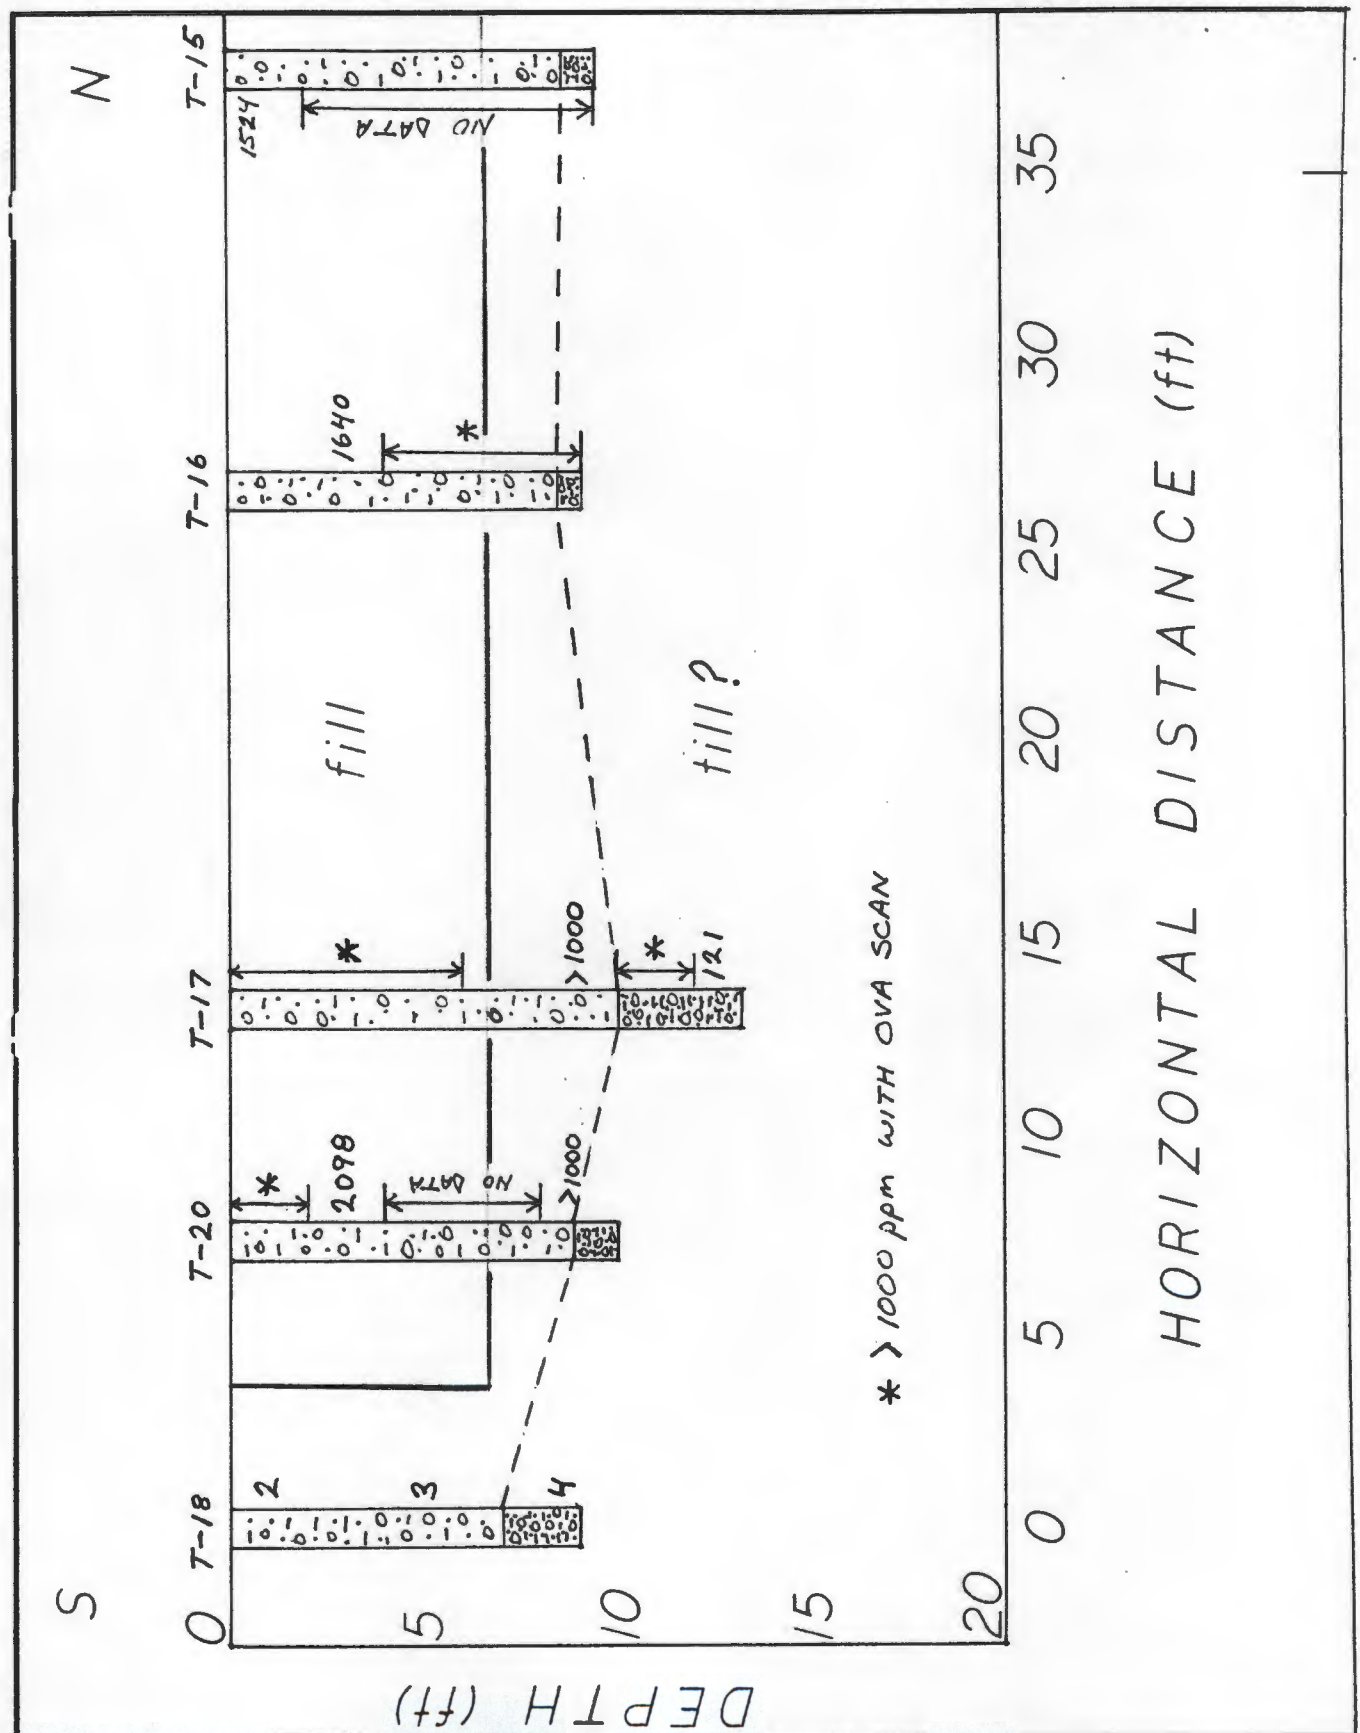 S N
T-18 T-20 T-17 T-16 T-15
0
5
10
15
20
DEPTH (ft)
2
3
4
*
2098
NO DATA
>1000
*
>1000
*
121
1640
*
1524
NO DATA
fill
till?
* > 1000 ppm WITH OVA SCAN
0 5 10 15 20 25 30 35
HORIZONTAL DISTANCE (ft)